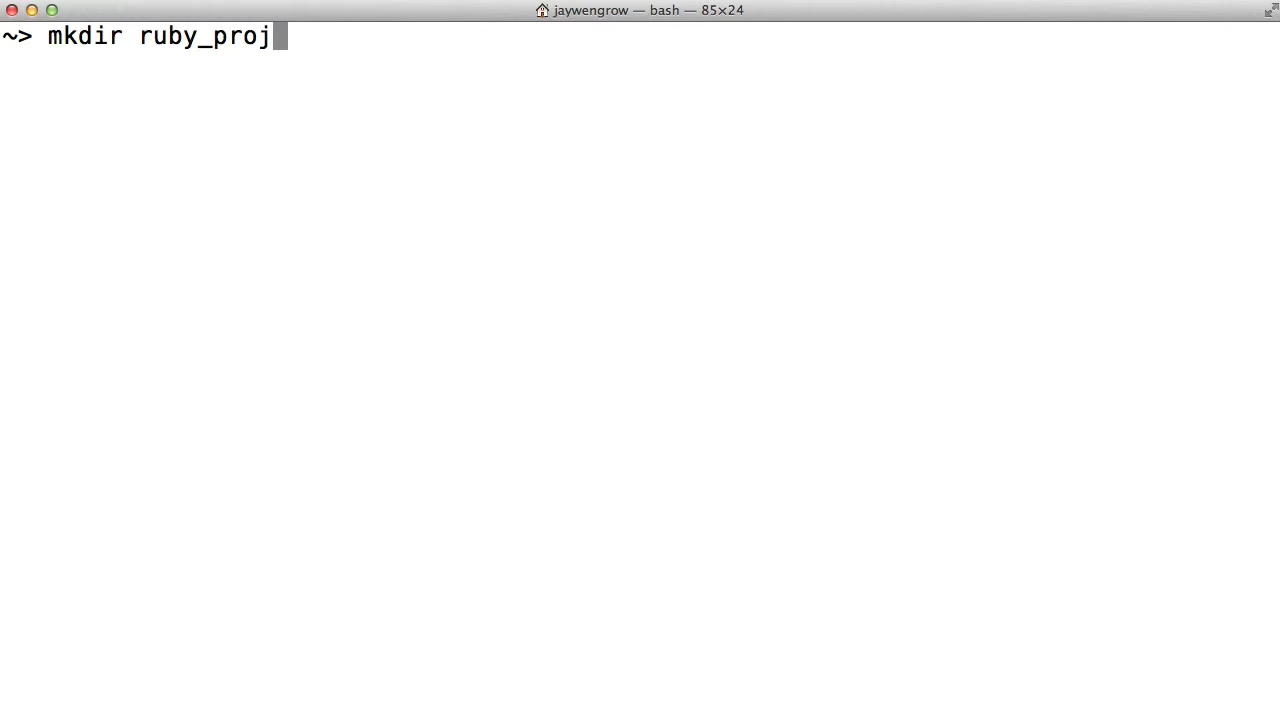 jaywengrow — bash — 85×24
~> mkdir ruby_proj